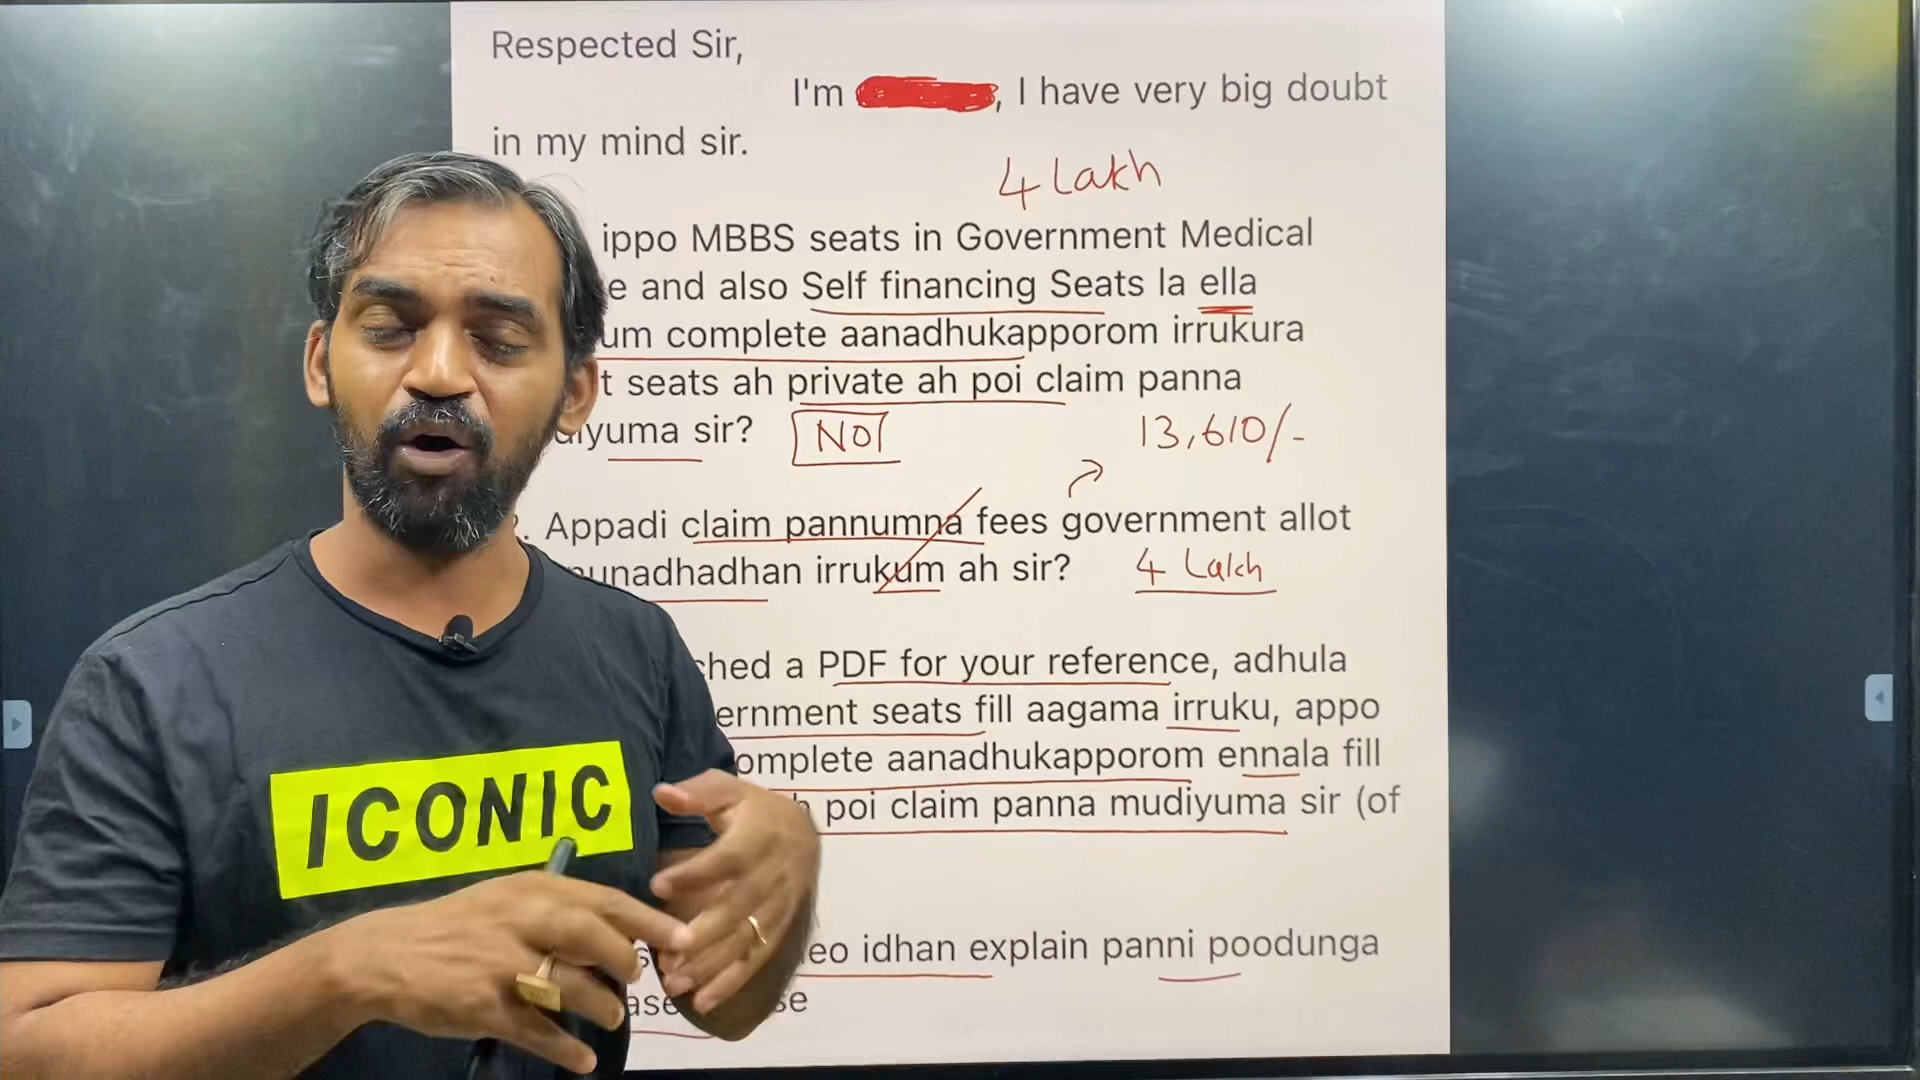 Respected Sir,
I'm , I have very big doubt
in my mind sir.
4 Lakh
ippo MBBS seats in Government Medical
e and also Self financing Seats la ella
um complete aanadhukapporom irrukura
t seats ah private ah poi claim panna
iyuma sir?
NO
13,610/-
. Appadi claim pannumna fees government allot
unadhadhan irrukum ah sir?
4 Lakh
ched a PDF for your reference, adhula
ernment seats fill aagama irruku, appo
omplete aanadhukapporom ennala fill
h poi claim panna mudiyuma sir (of
eo idhan explain panni poodunga
ase se
ICONIC